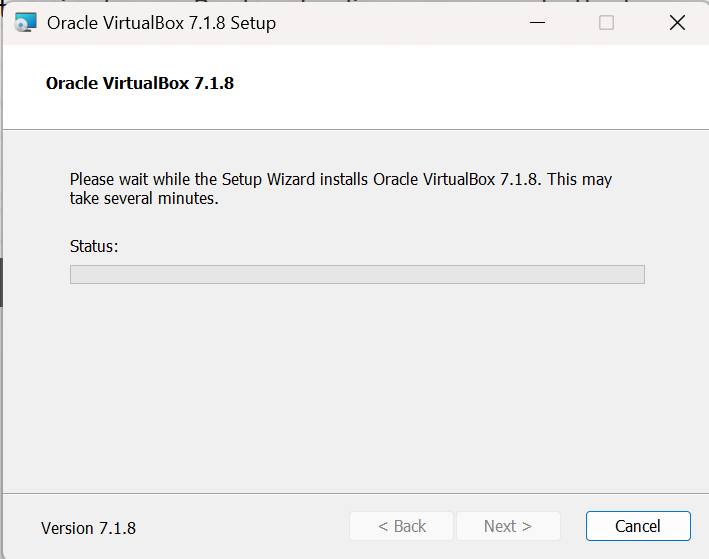 Oracle VirtualBox 7.1.8 Setup
Oracle VirtualBox 7.1.8
Please wait while the Setup Wizard installs Oracle VirtualBox 7.1.8. This may
take several minutes.
Status:
Version 7.1.8
< Back
Next >
Cancel